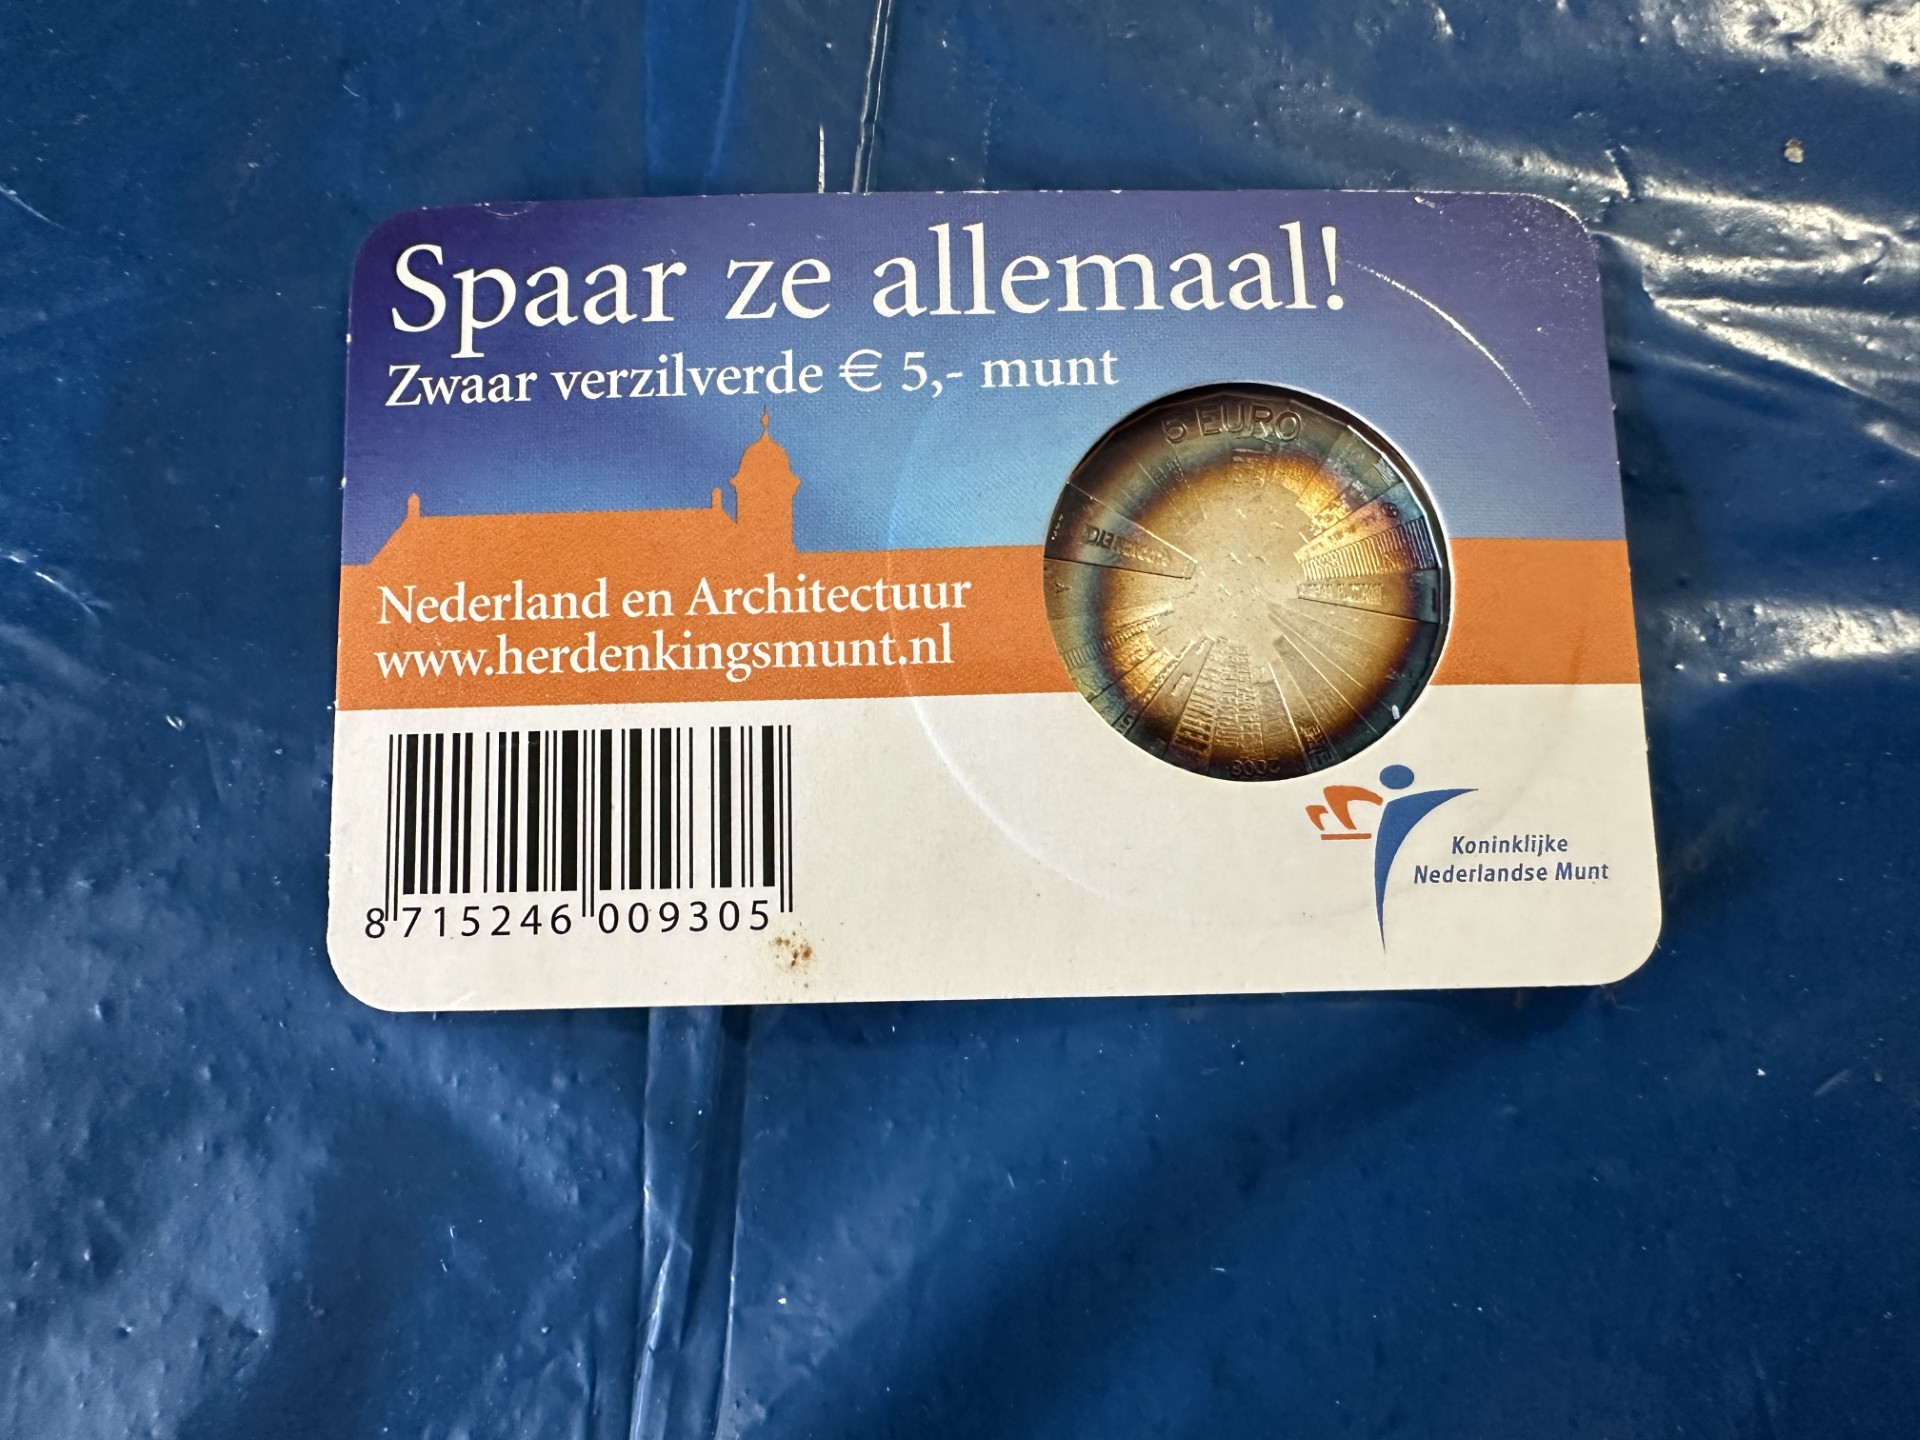 Spaar ze allemaal!
Zwaar verzilverde € 5,- munt
5 EURO
Nederland en Architectuur
www.herdenkingsmunt.nl
2008
8 715246 009305
Koninklijke
Nederlandse Munt